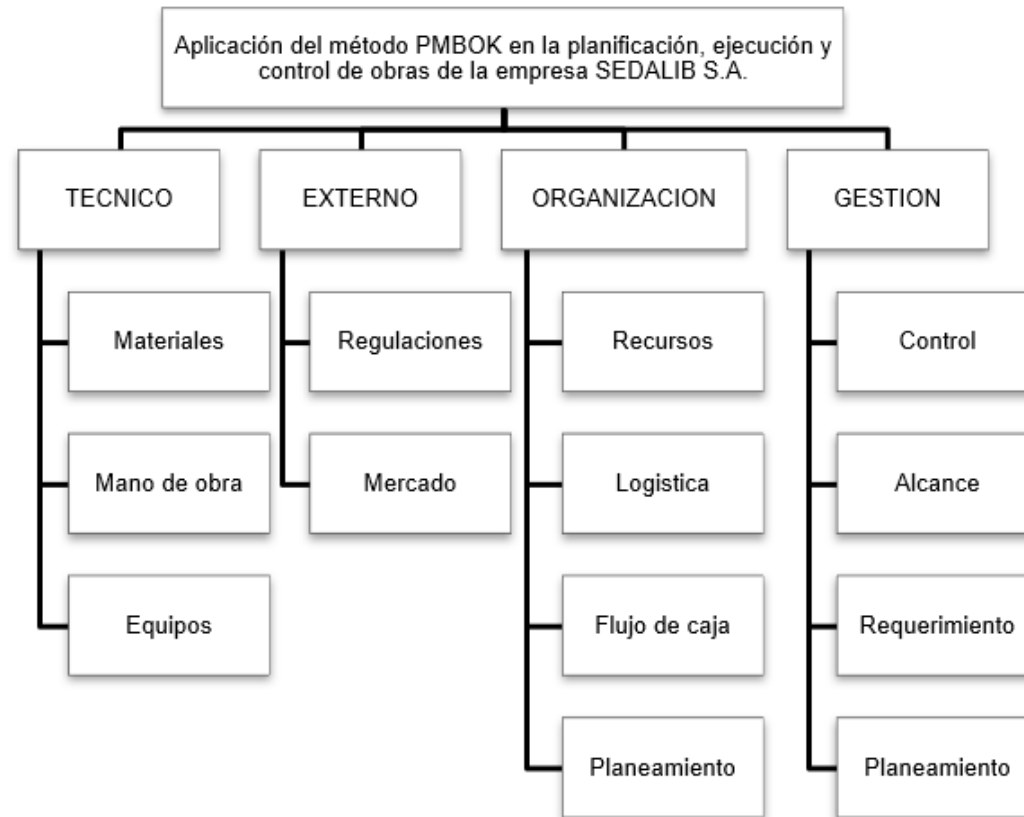 Aplicación del método PMBOK en la planificación, ejecución y
control de obras de la empresa SEDALIB S.A.
TECNICO
EXTERNO
ORGANIZACION
GESTION
Materiales
Regulaciones
Recursos
Control
Mano de obra
Mercado
Logistica
Alcance
Equipos
Flujo de caja
Requerimiento
Planeamiento
Planeamiento